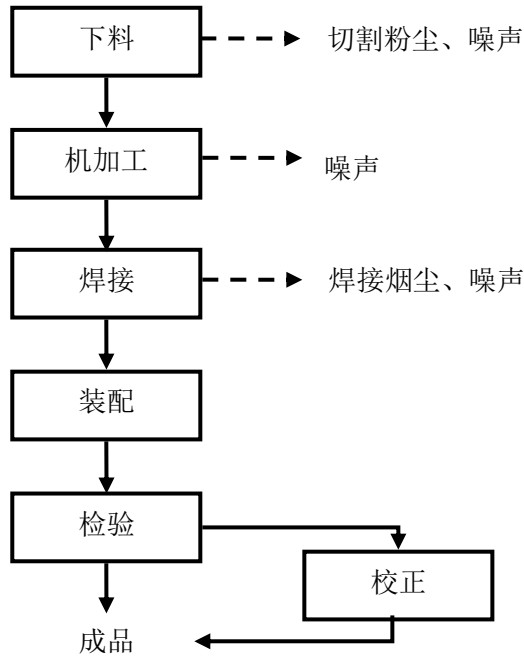 下料
切割粉尘、噪声
机加工
噪声
焊接
焊接烟尘、噪声
装配
检验
校正
成品